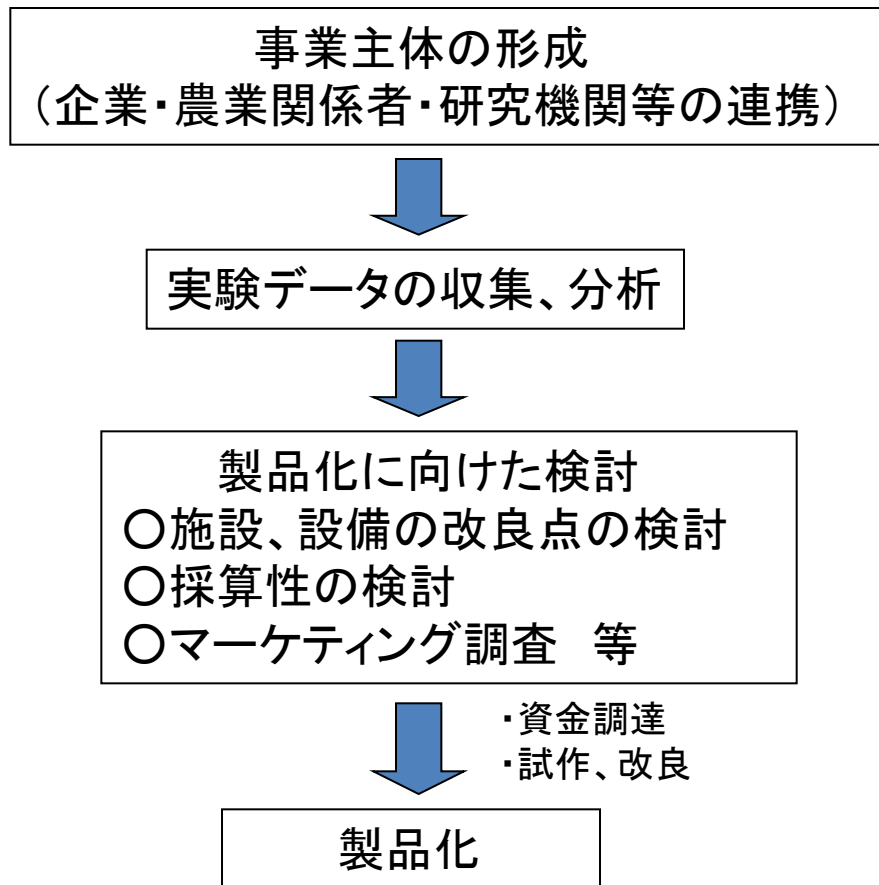 事業主体の形成
（企業・農業関係者・研究機関等の連携）
実験データの収集、分析
製品化に向けた検討
○施設、設備の改良点の検討
○採算性の検討
○マーケティング調査　等
・資金調達
・試作、改良
製品化